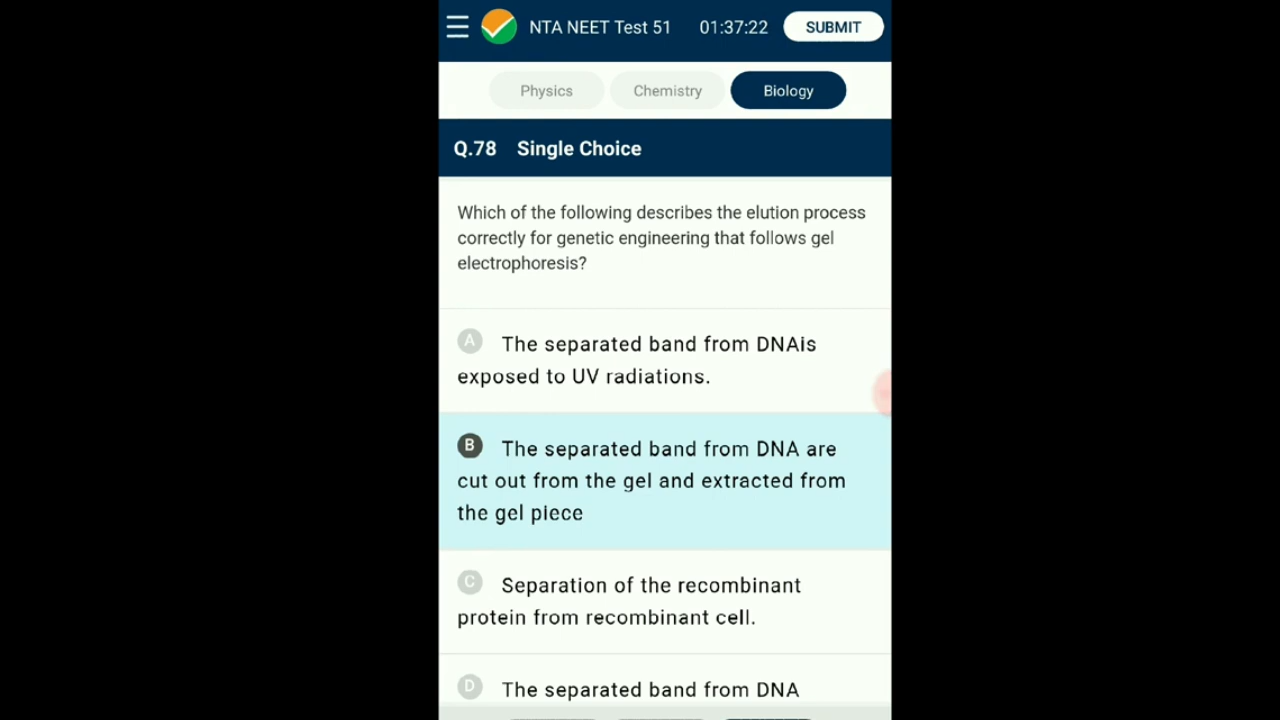 NTA NEET Test 51 01:37:22 SUBMIT
Physics Chemistry Biology
Q.78 Single Choice
Which of the following describes the elution process
correctly for genetic engineering that follows gel
electrophoresis?
A The separated band from DNAis
exposed to UV radiations.
B The separated band from DNA are
cut out from the gel and extracted from
the gel piece
C Separation of the recombinant
protein from recombinant cell.
D The separated band from DNA